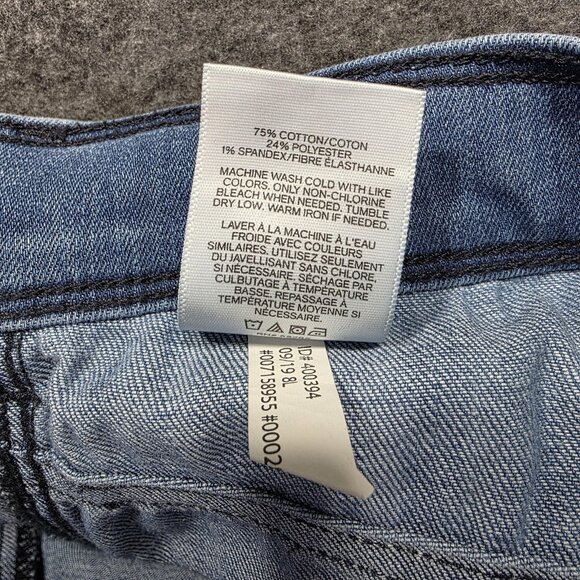 75% COTTON/COTON
24% POLYESTER
1% SPANDEX/FIBRE ÉLASTHANNE
MACHINE WASH COLD WITH LIKE
COLORS. ONLY NON-CHLORINE
BLEACH WHEN NEEDED. TUMBLE
DRY LOW. WARM IRON IF NEEDED.
LAVER À LA MACHINE À L'EAU
FROIDE AVEC COULEURS
SIMILAIRES. UTILISEZ SEULEMENT
DU JAVELLISANT SANS CHLORE,
SI NÉCESSAIRE. SÉCHAGE PAR
CULBUTAGE À TEMPÉRATURE
BASSE. REPASSAGE À
TEMPÉRATURE MOYENNE SI
NÉCESSAIRE.
ID# 400394
09/19 8L
#07158955 #0002